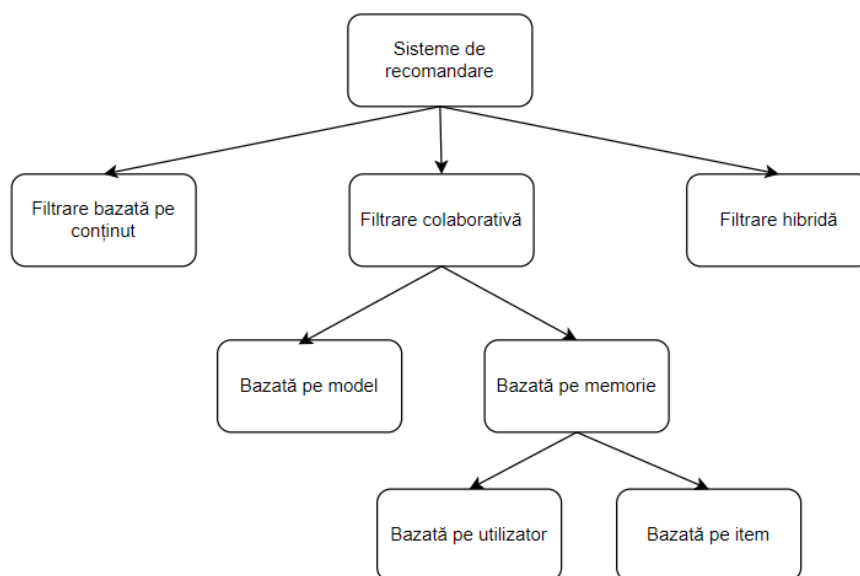 Sisteme de
recomandare
Filtrare bazată pe
conținut
Filtrare colaborativă
Filtrare hibridă
Bazată pe model
Bazată pe memorie
Bazată pe utilizator
Bazată pe item